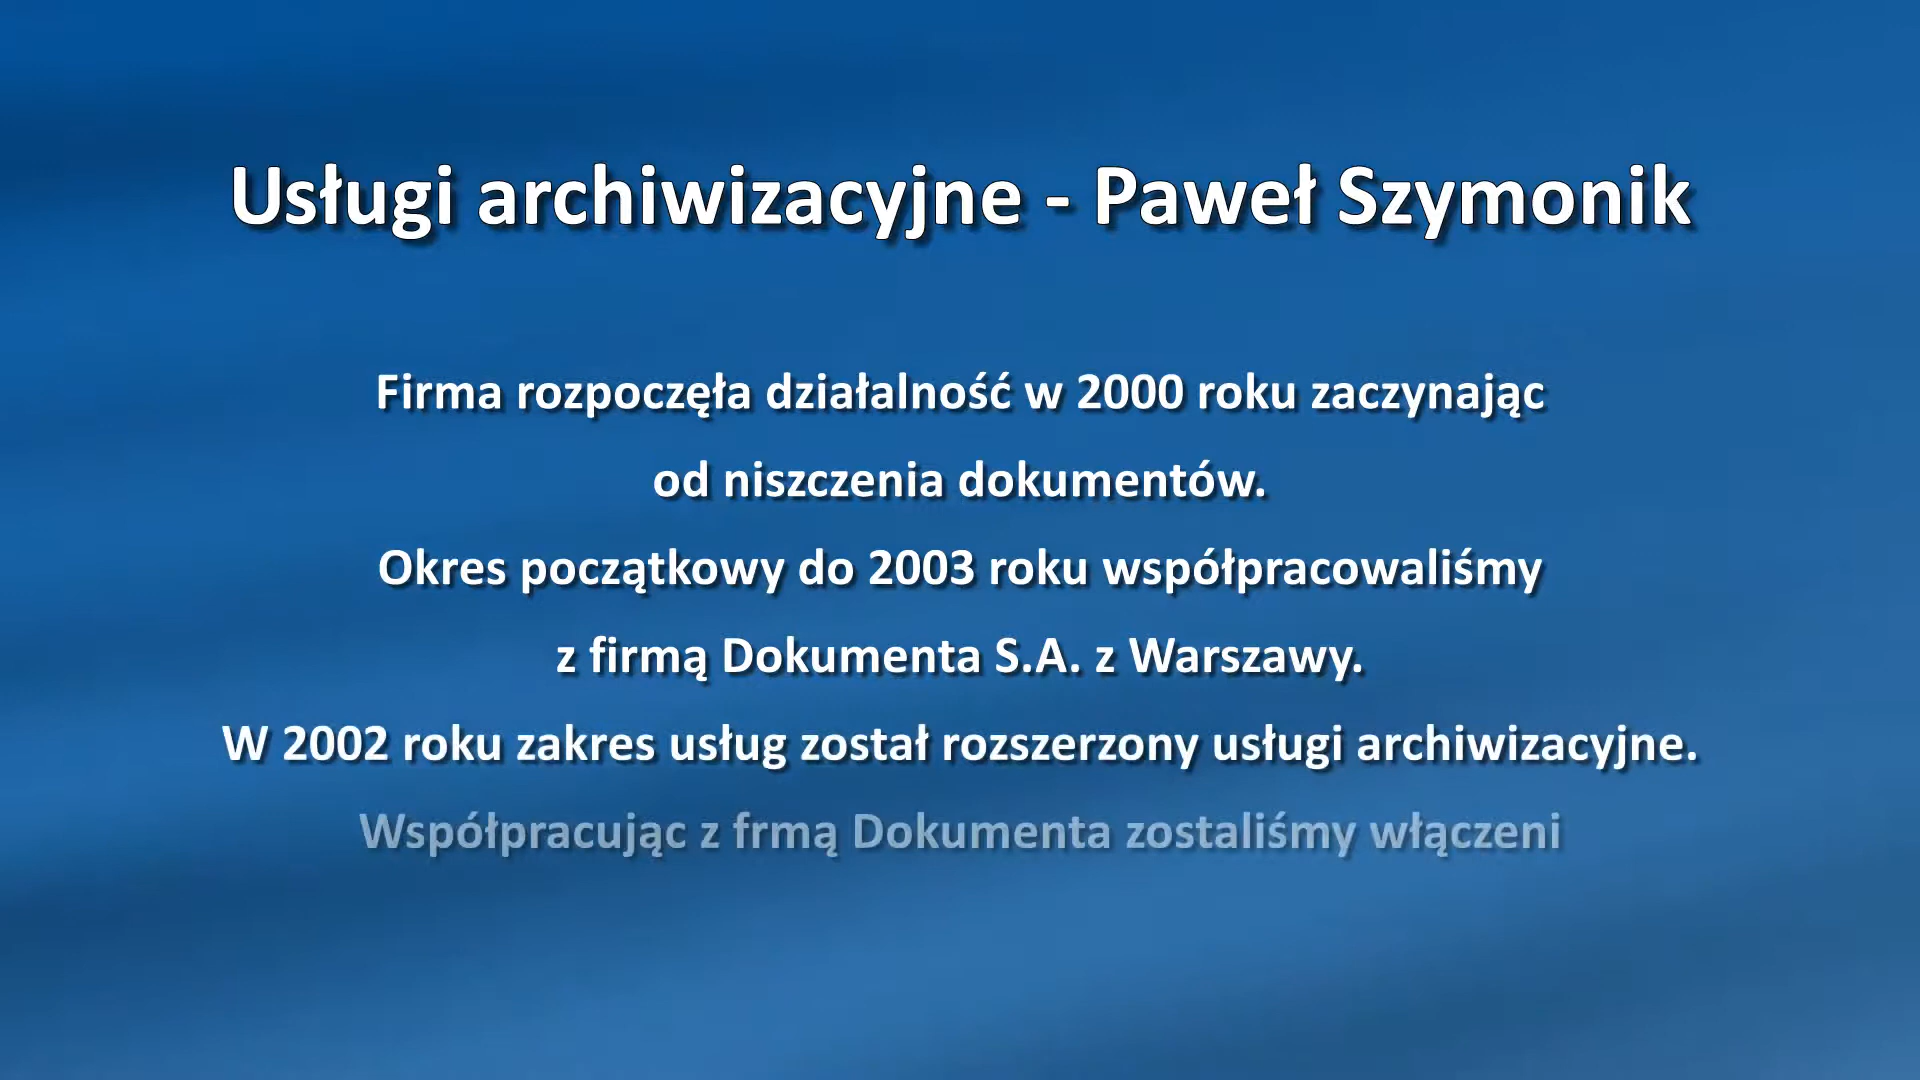 Usługi archiwizacyjne - Paweł Szymonik
Firma rozpoczęła działalność w 2000 roku zaczynając
od niszczenia dokumentów.
Okres początkowy do 2003 roku współpracowaliśmy
z firmą Dokumenta S.A. z Warszawy.
W 2002 roku zakres usług został rozszerzony usługi archiwizacyjne.
Współpracując z frmą Dokumenta zostaliśmy włączeni